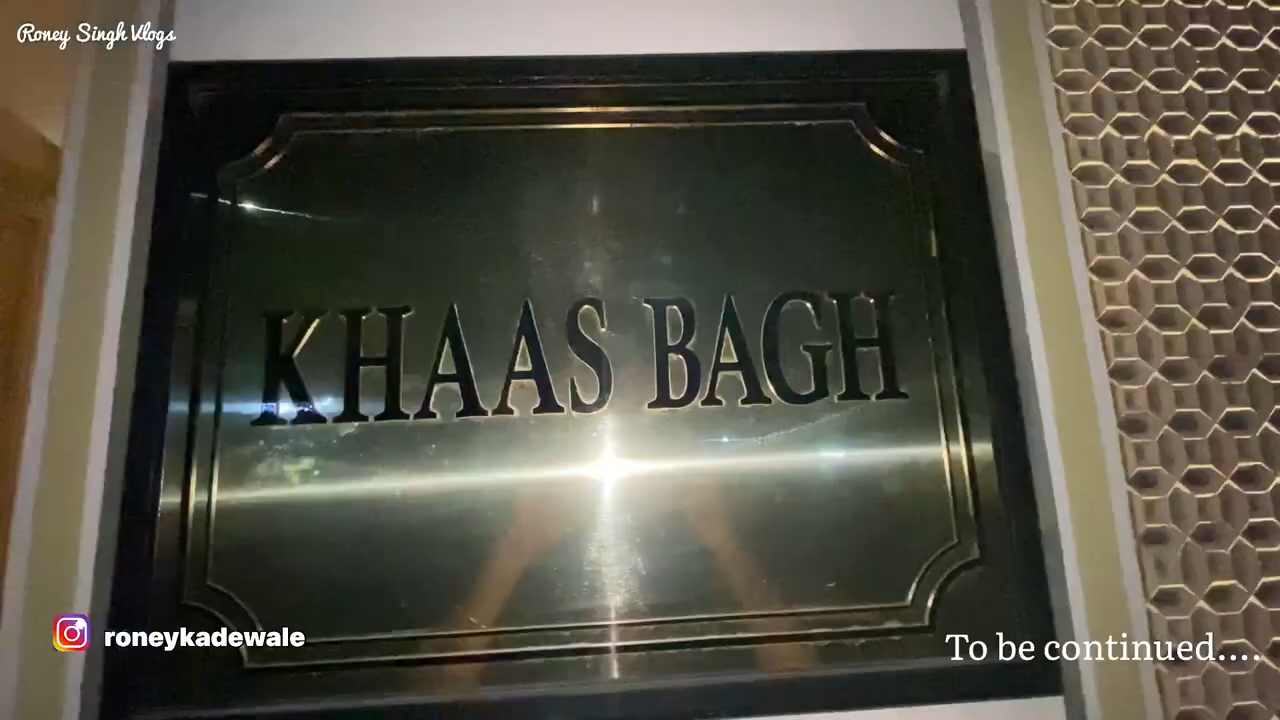 Roney Singh Vlogs
KHAAS BAGH
roneykadewale
To be continued....